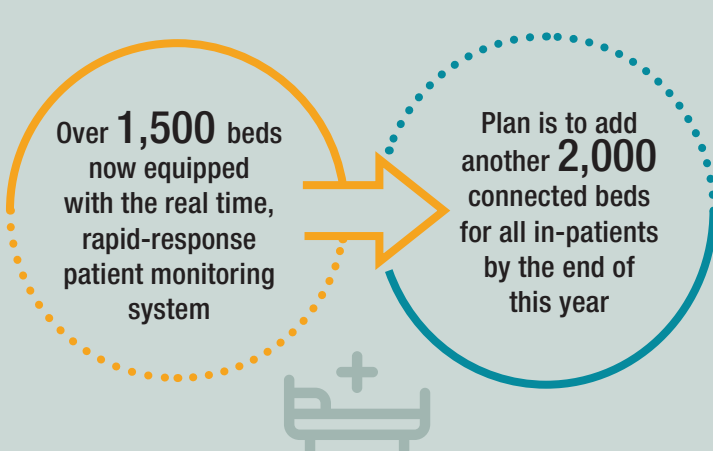 Over 1,500 beds
now equipped
with the real time,
rapid-response
patient monitoring
system
Plan is to add
another 2,000
connected beds
for all in-patients
by the end of
this year